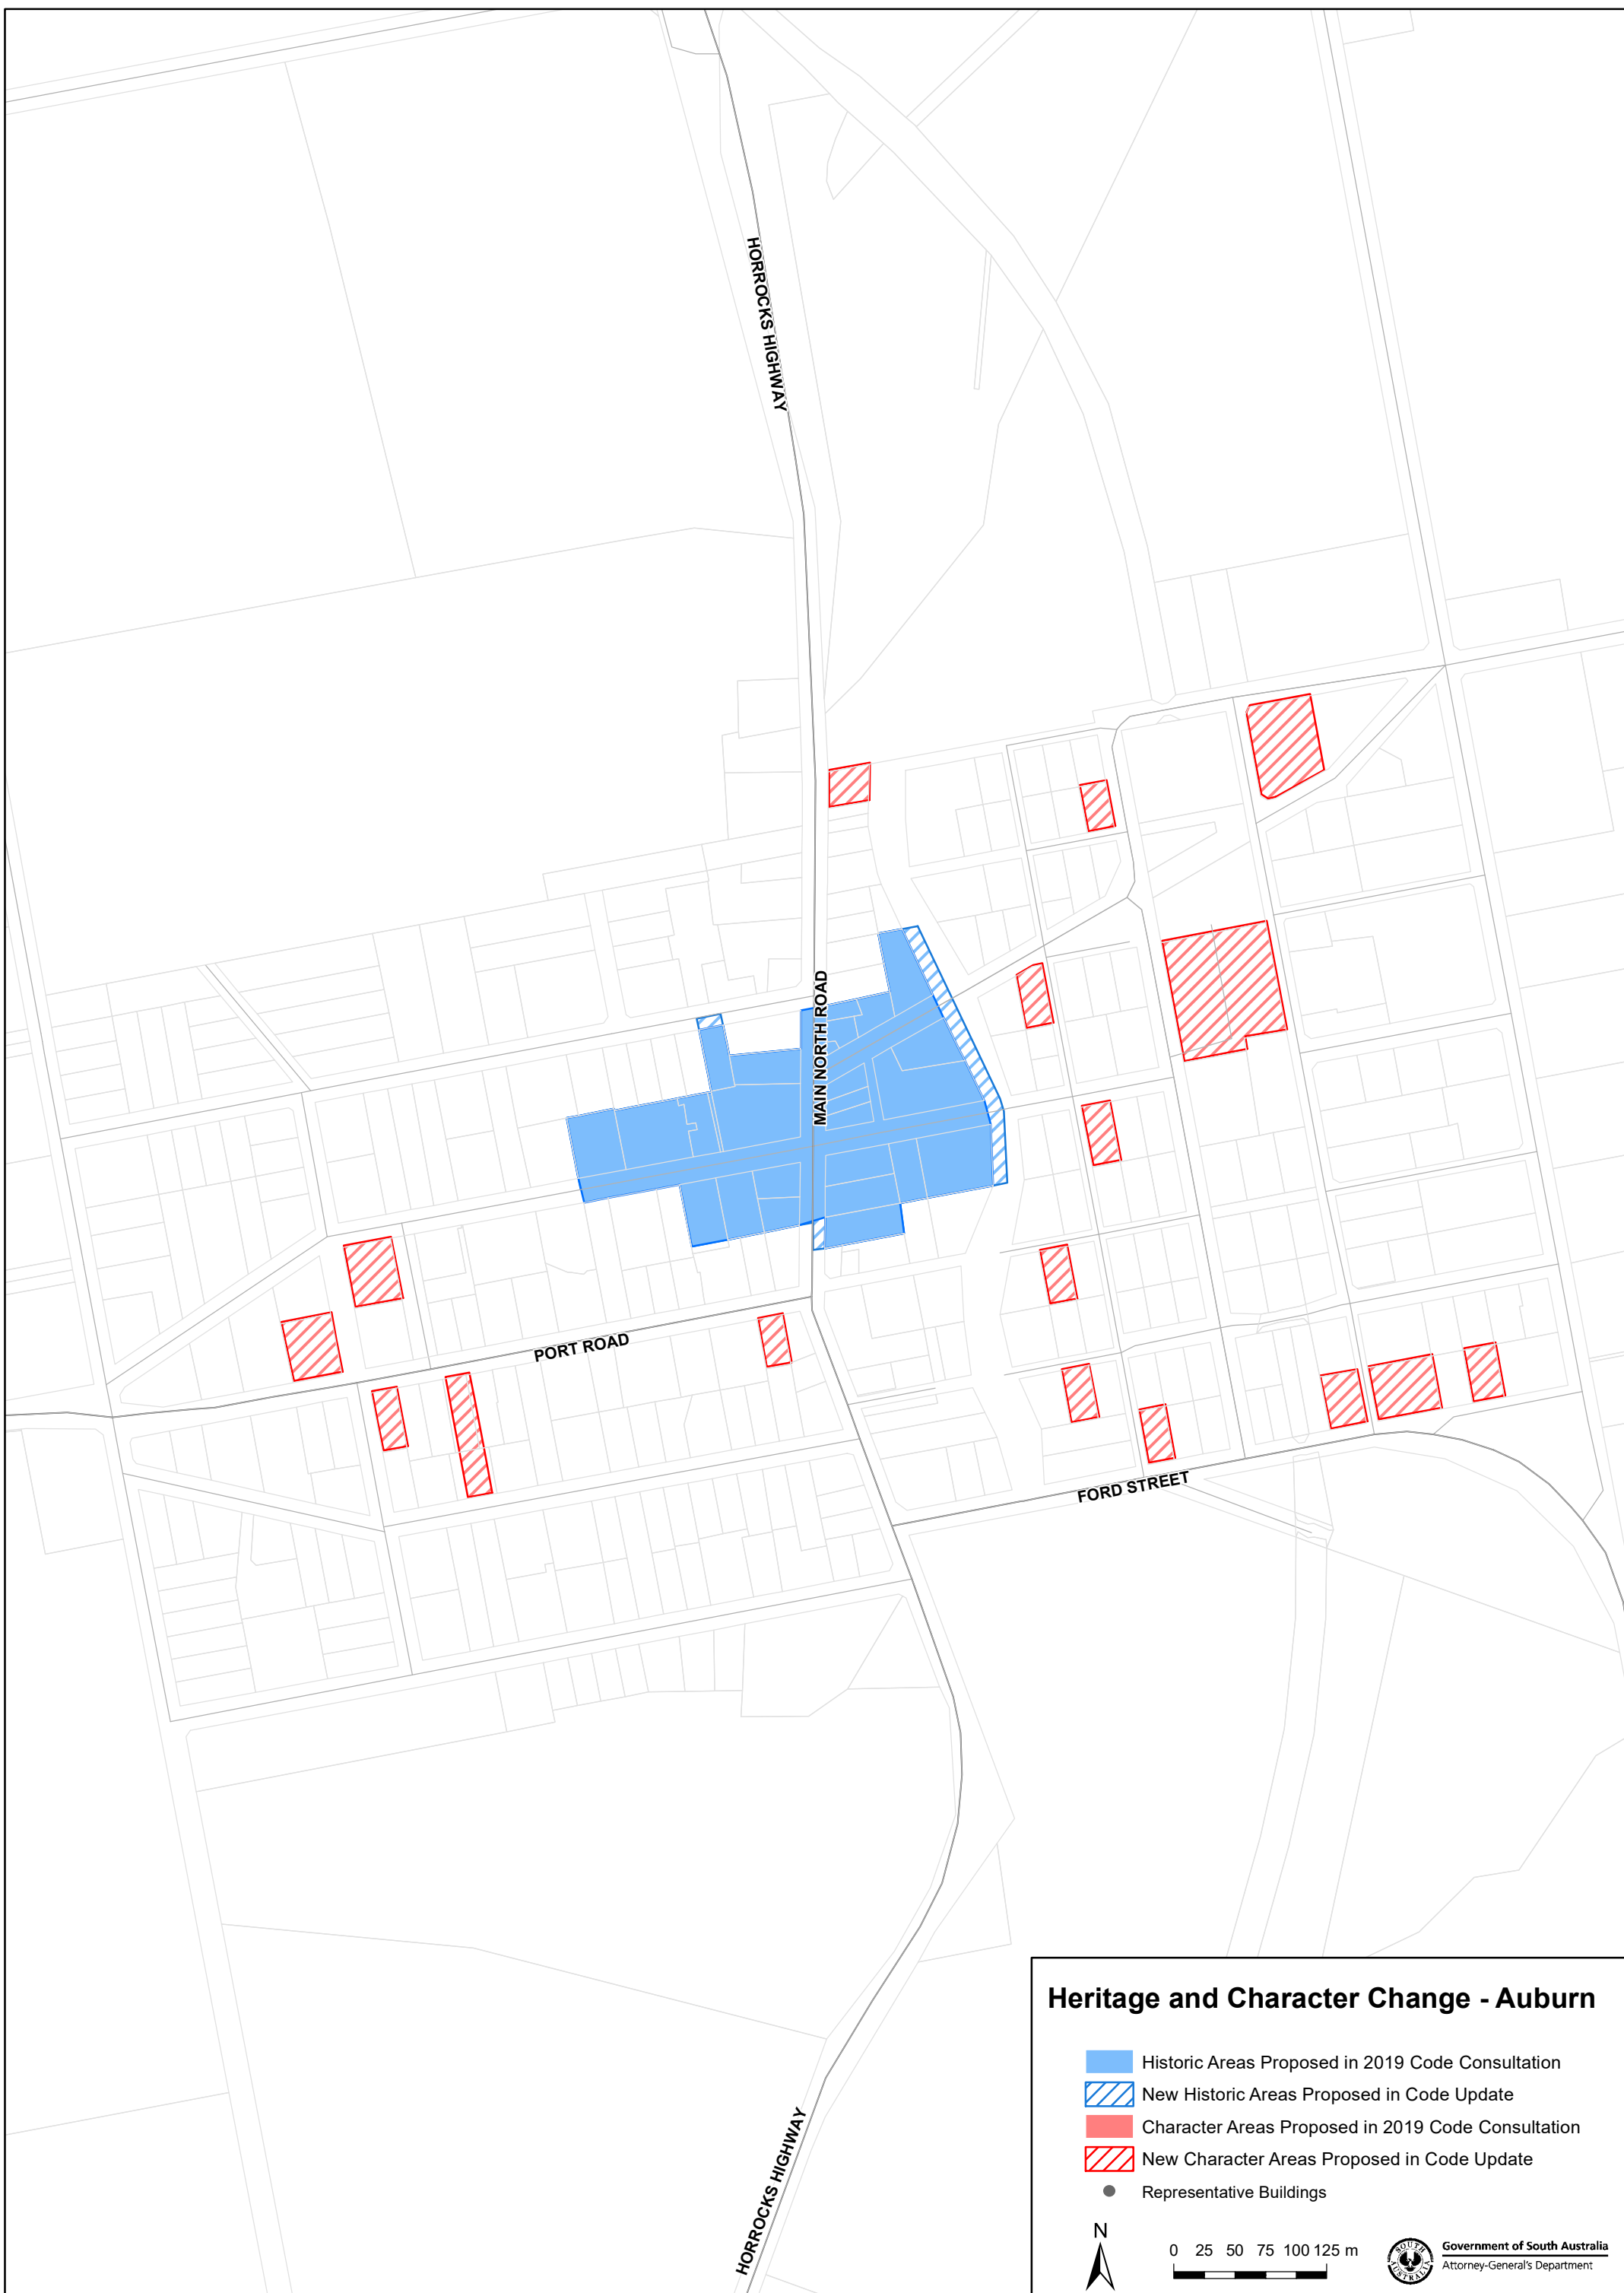 HORROCKS HIGHWAY
MAIN NORTH ROAD
PORT ROAD
FORD STREET
HORROCKS HIGHWAY
Heritage and Character Change - Auburn
Historic Areas Proposed in 2019 Code Consultation
New Historic Areas Proposed in Code Update
Character Areas Proposed in 2019 Code Consultation
New Character Areas Proposed in Code Update
Representative Buildings
N
0 25 50 75 100 125 m
SOUTH AUSTRALIA
Government of South Australia
Attorney-General's Department